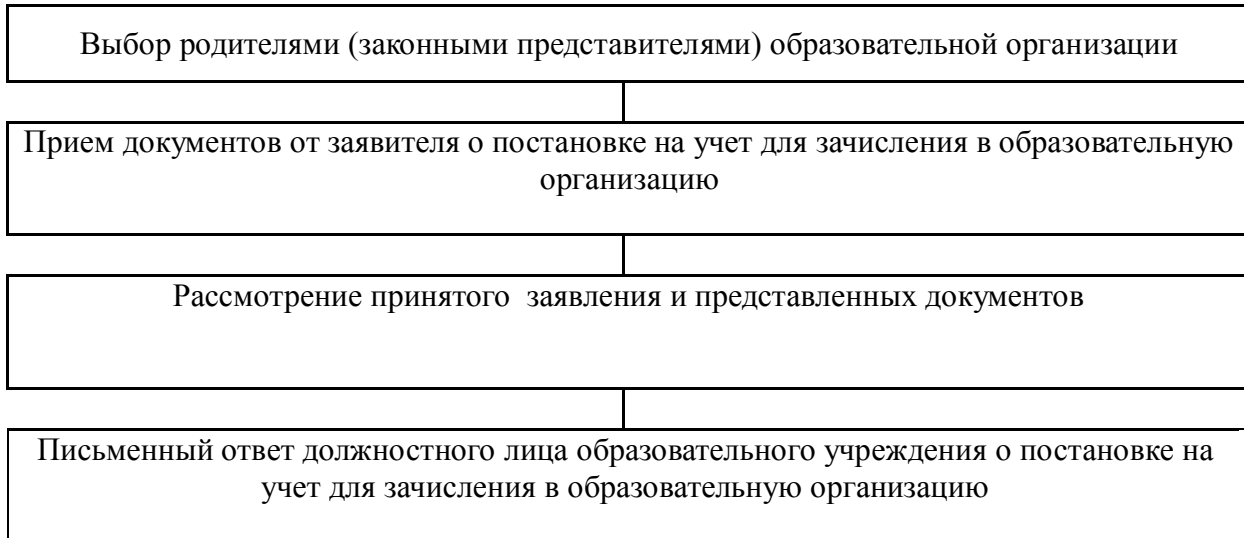 Выбор родителями (законными представителями) образовательной организации
Прием документов от заявителя о постановке на учет для зачисления в образовательную
организацию
Рассмотрение принятого  заявления и представленных документов
Письменный ответ должностного лица образовательного учреждения о постановке на
учет для зачисления в образовательную организацию